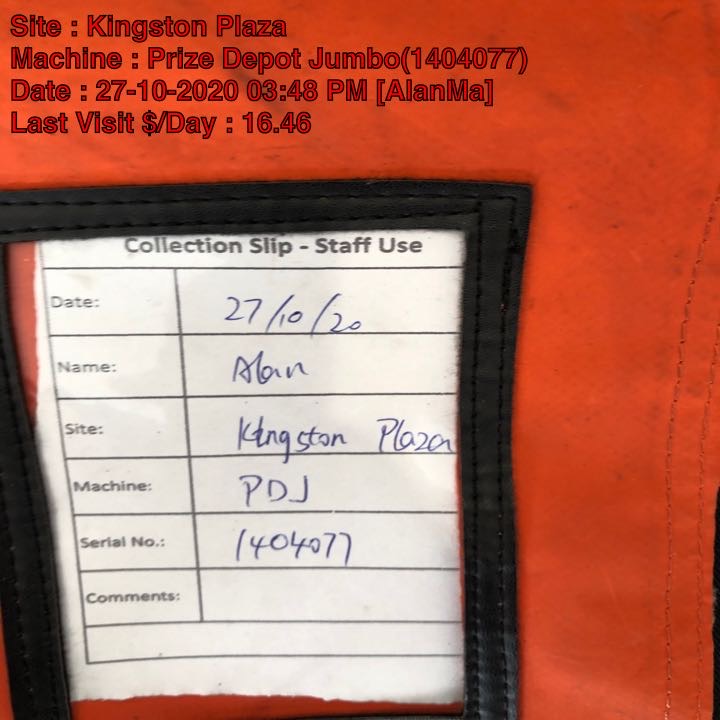 Site : Kingston Plaza
Machine : Prize Depot Jumbo(1404077)
Date : 27-10-2020 03:48 PM [AlanMa]
Last Visit $/Day : 16.46
Collection Slip - Staff Use
Date: 27/10/20
Name: Alan
Site: Kingston Plaza
Machine: PDJ
Serial No.: 1404077
Comments: